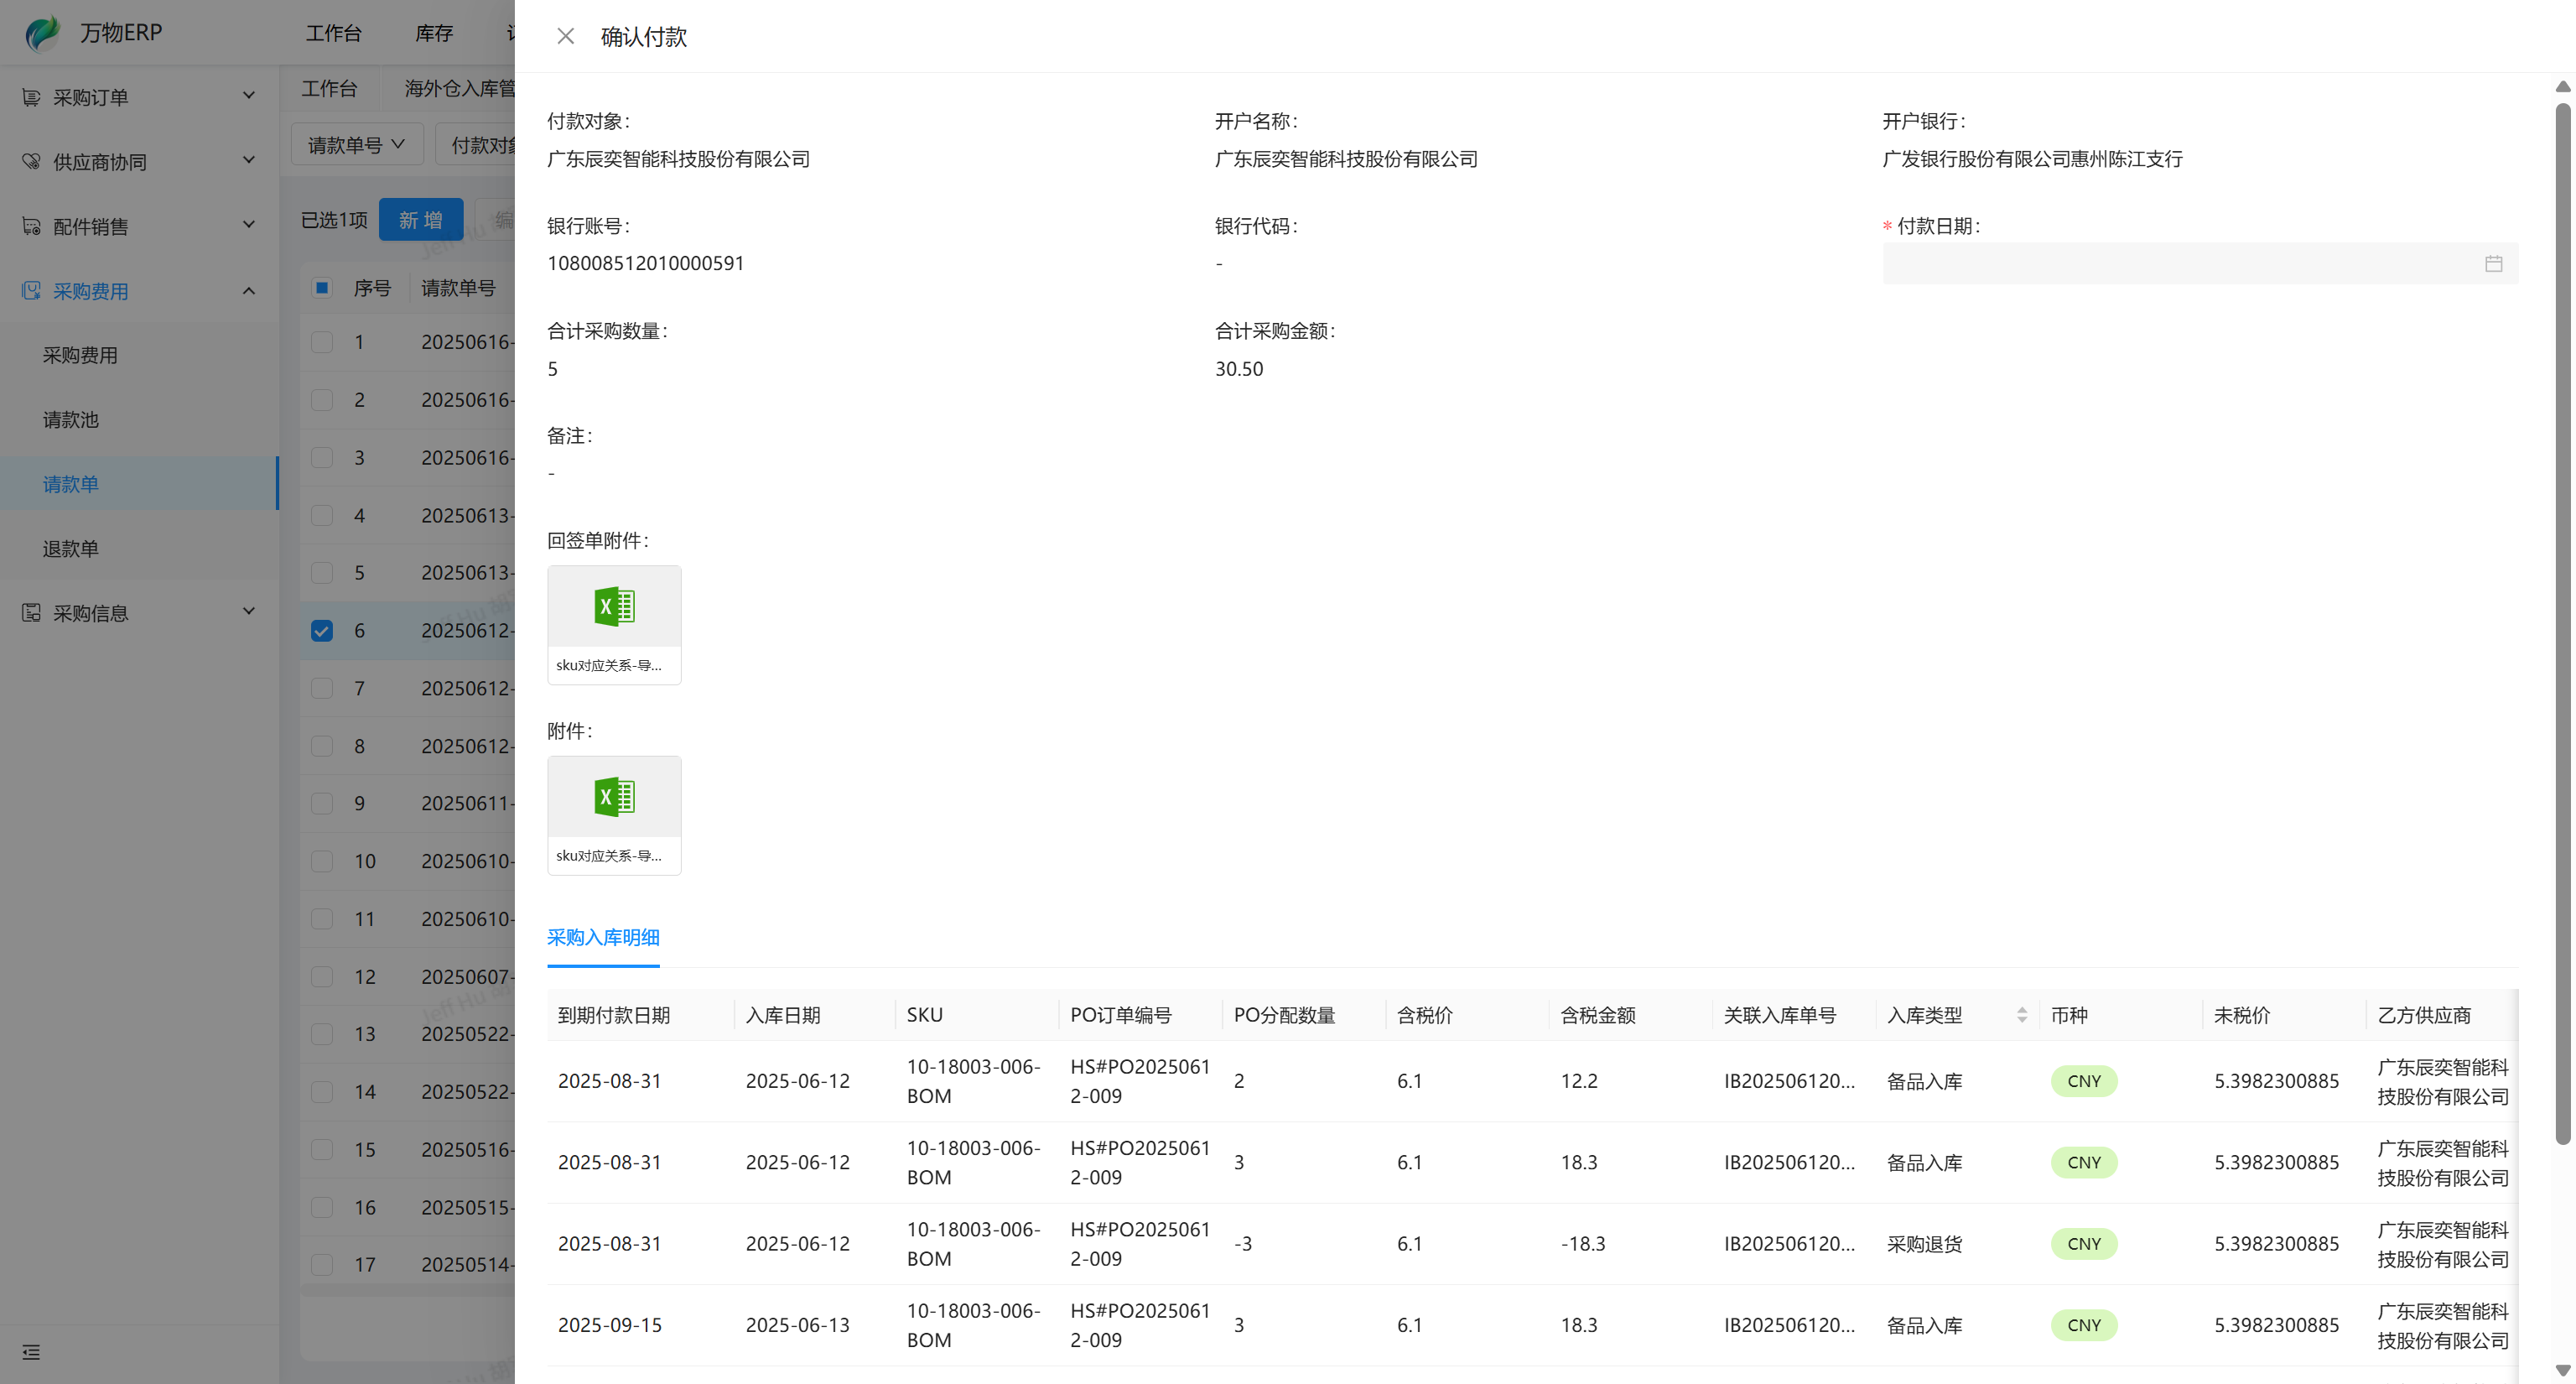 万物ERP
工作台
库存
采购订单
供应商协同
配件销售
采购费用
采购费用
请款池
请款单
退款单
采购信息
工作台
海外仓入库管
请款单号
付款对象
已选1项
新 增
编
序号
请款单号
1
20250616-
2
20250616-
3
20250616-
4
20250613-
5
20250613-
6
20250612-
7
20250612-
8
20250612-
9
20250611-
10
20250610-
11
20250610-
12
20250607-
13
20250522-
14
20250522-
15
20250516-
16
20250515-
17
20250514-
Jeff Hu
确认付款
付款对象:
广东辰奕智能科技股份有限公司
开户名称:
广东辰奕智能科技股份有限公司
开户银行:
广发银行股份有限公司惠州陈江支行
银行账号:
108008512010000591
银行代码:
-
* 付款日期:
合计采购数量:
5
合计采购金额:
30.50
备注:
-
回签单附件:
sku对应关系-导...
附件:
sku对应关系-导...
采购入库明细
到期付款日期 入库日期 SKU PO订单编号 PO分配数量 含税价 含税金额 关联入库单号 入库类型 币种 未税价 乙方供应商
2025-08-31 2025-06-12 10-18003-006-BOM HS#PO20250612-009 2 6.1 12.2 IB202506120... 备品入库 CNY 5.3982300885 广东辰奕智能科技股份有限公司
2025-08-31 2025-06-12 10-18003-006-BOM HS#PO20250612-009 3 6.1 18.3 IB202506120... 备品入库 CNY 5.3982300885 广东辰奕智能科技股份有限公司
2025-08-31 2025-06-12 10-18003-006-BOM HS#PO20250612-009 -3 6.1 -18.3 IB202506120... 采购退货 CNY 5.3982300885 广东辰奕智能科技股份有限公司
2025-09-15 2025-06-13 10-18003-006-BOM HS#PO20250612-009 3 6.1 18.3 IB202506120... 备品入库 CNY 5.3982300885 广东辰奕智能科技股份有限公司